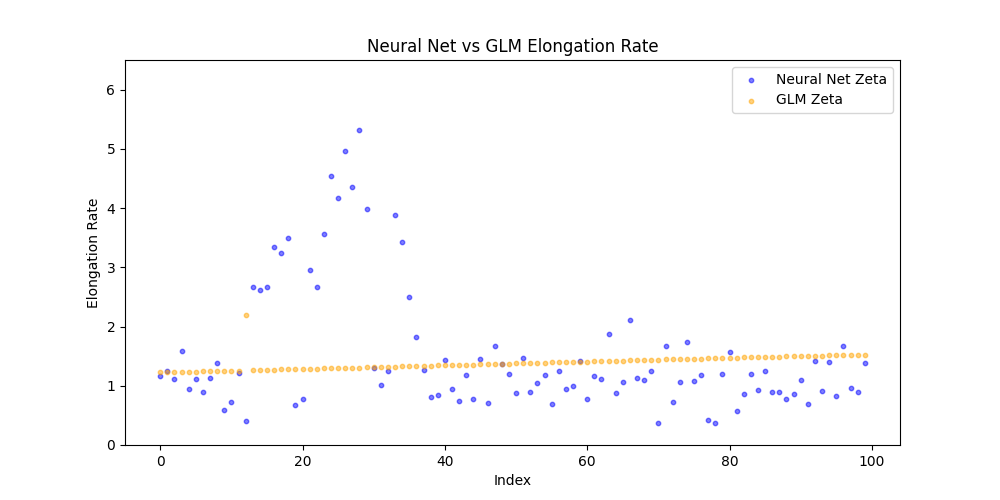 Neural Net vs GLM Elongation Rate
Neural Net Zeta
GLM Zeta
Elongation Rate
6
5
4
3
2
1
0
0 20 40 60 80 100
Index